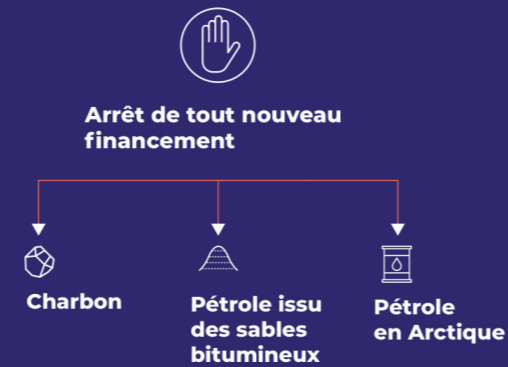 Arrêt de tout nouveau
financement
Charbon
Pétrole issu
des sables
bitumineux
Pétrole
en Arctique